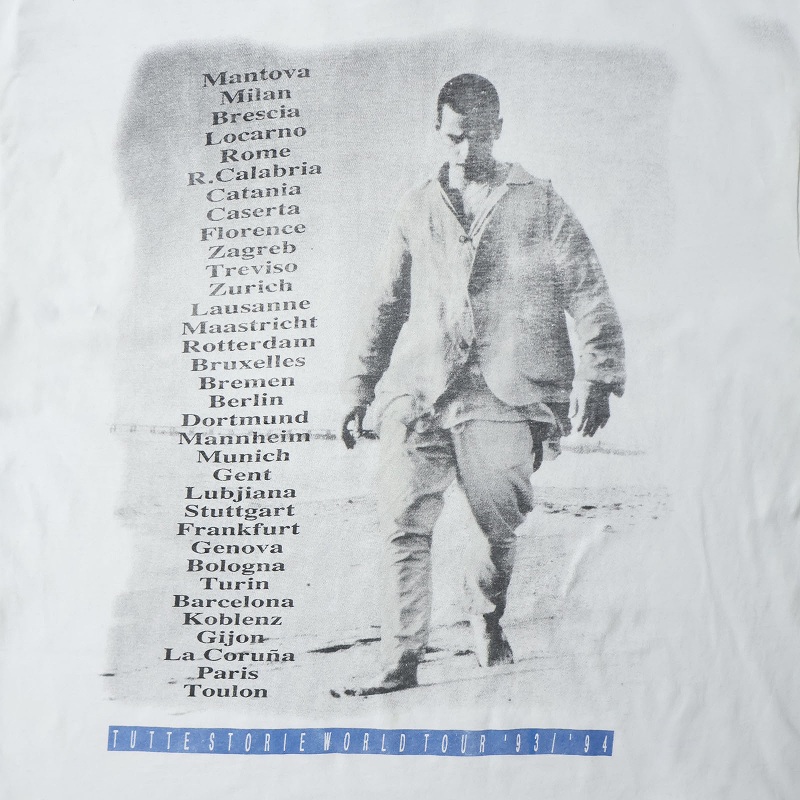 Mantova
Milan
Brescia
Locarno
Rome
R.Calabria
Catania
Caserta
Florence
Zagreb
Treviso
Zurich
Lausanne
Maastricht
Rotterdam
Bruxelles
Bremen
Berlin
Dortmund
Mannheim
Munich
Gent
Lubjiana
Stuttgart
Frankfurt
Genova
Bologna
Turin
Barcelona
Koblenz
Gijon
La Coruña
Paris
Toulon
TUTTE STORIE WORLD TOUR '93/'94